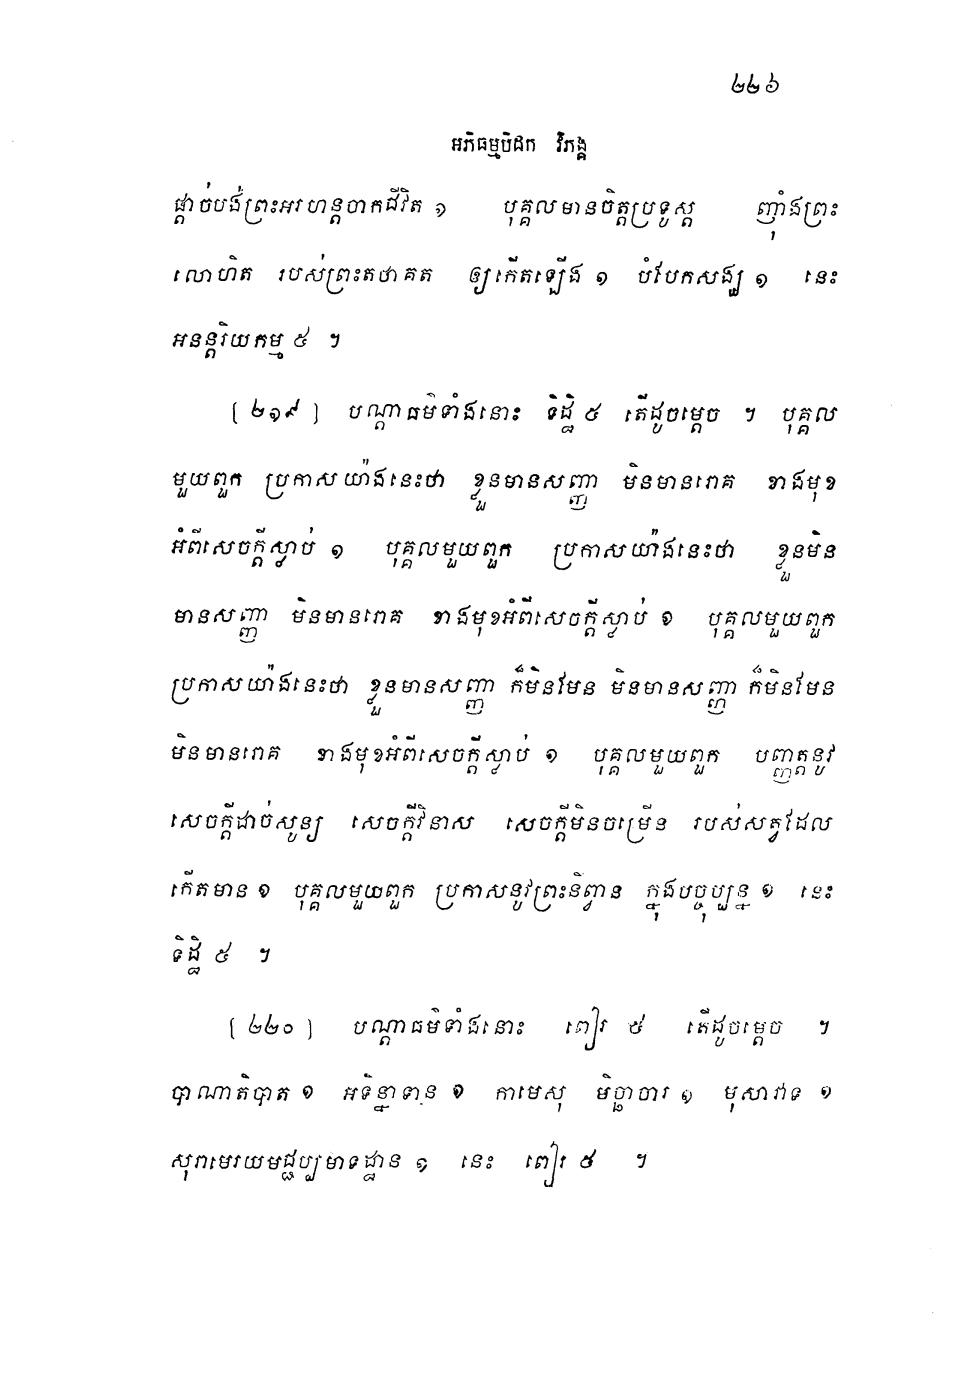 ២២៦
អភិធម្មបិដក វិភង្គ
ផ្តាច់បង់ព្រះអរហន្តចាកជីវិត ១ បុគ្គលមានចិត្តប្រទូស្ត ញ៉ាំងព្រះ
លោហិត របស់ព្រះតថាគត ឲ្យកើតឡើង ១ បំបែកសង្ឃ ១ នេះ
អនន្តរិយកម្ម ៥ ។
[២១៩] បណ្តាធម៌ទាំងនោះ ទិដ្ឋិ ៥ តើដូចម្តេច ។ បុគ្គល
មួយពួក ប្រកាសយ៉ាងនេះថា ខ្លួនមានសញ្ញា មិនមានរោគ ខាងមុខ
អំពីសេចក្តីស្លាប់ ១ បុគ្គលមួយពួក ប្រកាសយ៉ាងនេះថា ខ្លួនមិន
មានសញ្ញា មិនមានរោគ ខាងមុខអំពីសេចក្តីស្លាប់ ១ បុគ្គលមួយពួក
ប្រកាសយ៉ាងនេះថា ខ្លួនមានសញ្ញា ក៏មិនមែន មិនមានសញ្ញា ក៏មិនមែន
មិនមានរោគ ខាងមុខអំពីសេចក្តីស្លាប់ ១ បុគ្គលមួយពួក បញ្ញត្តនូវ
សេចក្តីដាច់សូន្យ សេចក្តីវិនាស សេចក្តីមិនចម្រើន របស់សត្វដែល
កើតមាន ១ បុគ្គលមួយពួក ប្រកាសនូវព្រះនិព្វាន ក្នុងបច្ចុប្បន្ន ១ នេះ
ទិដ្ឋិ ៥ ។
[២២០] បណ្តាធម៌ទាំងនោះ ពៀរ ៥ តើដូចម្តេច ។
បាណាតិបាត ១ អទិន្នាទាន ១ កាមេសុ មិច្ឆាចារ ១ មុសាវាទ ១
សុរាមេរយមជ្ជប្បមាទដ្ឋាន ១ នេះ ពៀរ ៥ ។